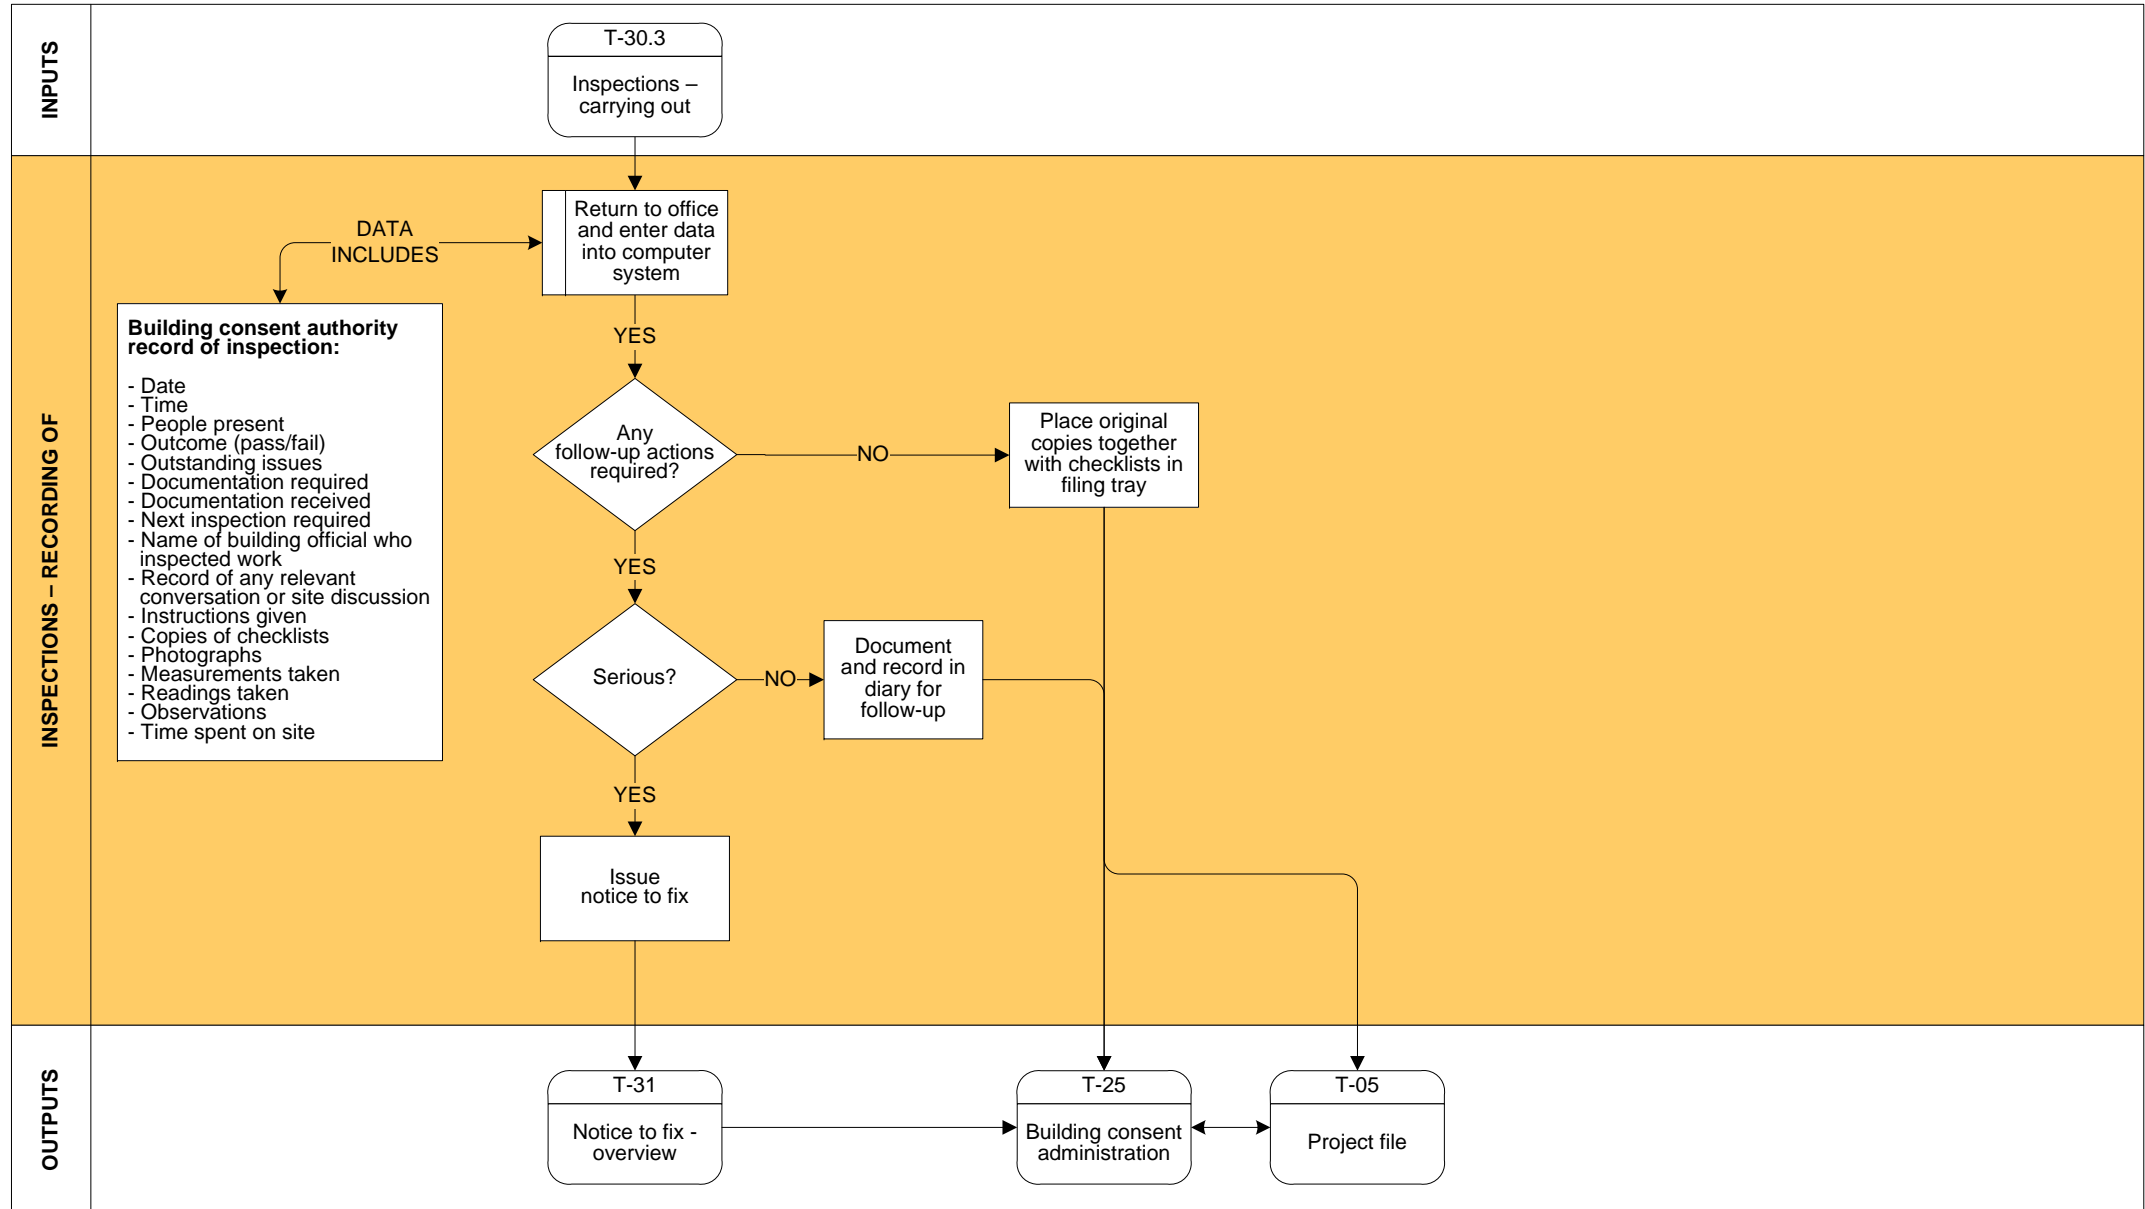 INPUTS
T-30.3
Inspections –
carrying out
INSPECTIONS – RECORDING OF
Return to office
and enter data
into computer
system
DATA
INCLUDES
Building consent authority
record of inspection:
- Date
- Time
- People present
- Outcome (pass/fail)
- Outstanding issues
- Documentation required
- Documentation received
- Next inspection required
- Name of building official who
inspected work
- Record of any relevant
conversation or site discussion
- Instructions given
- Copies of checklists
- Photographs
- Measurements taken
- Readings taken
- Observations
- Time spent on site
YES
Any
follow-up actions
required?
NO
Place original
copies together
with checklists in
filing tray
YES
Serious?
NO
Document
and record in
diary for
follow-up
YES
Issue
notice to fix
OUTPUTS
T-31
Notice to fix -
overview
T-25
Building consent
administration
T-05
Project file